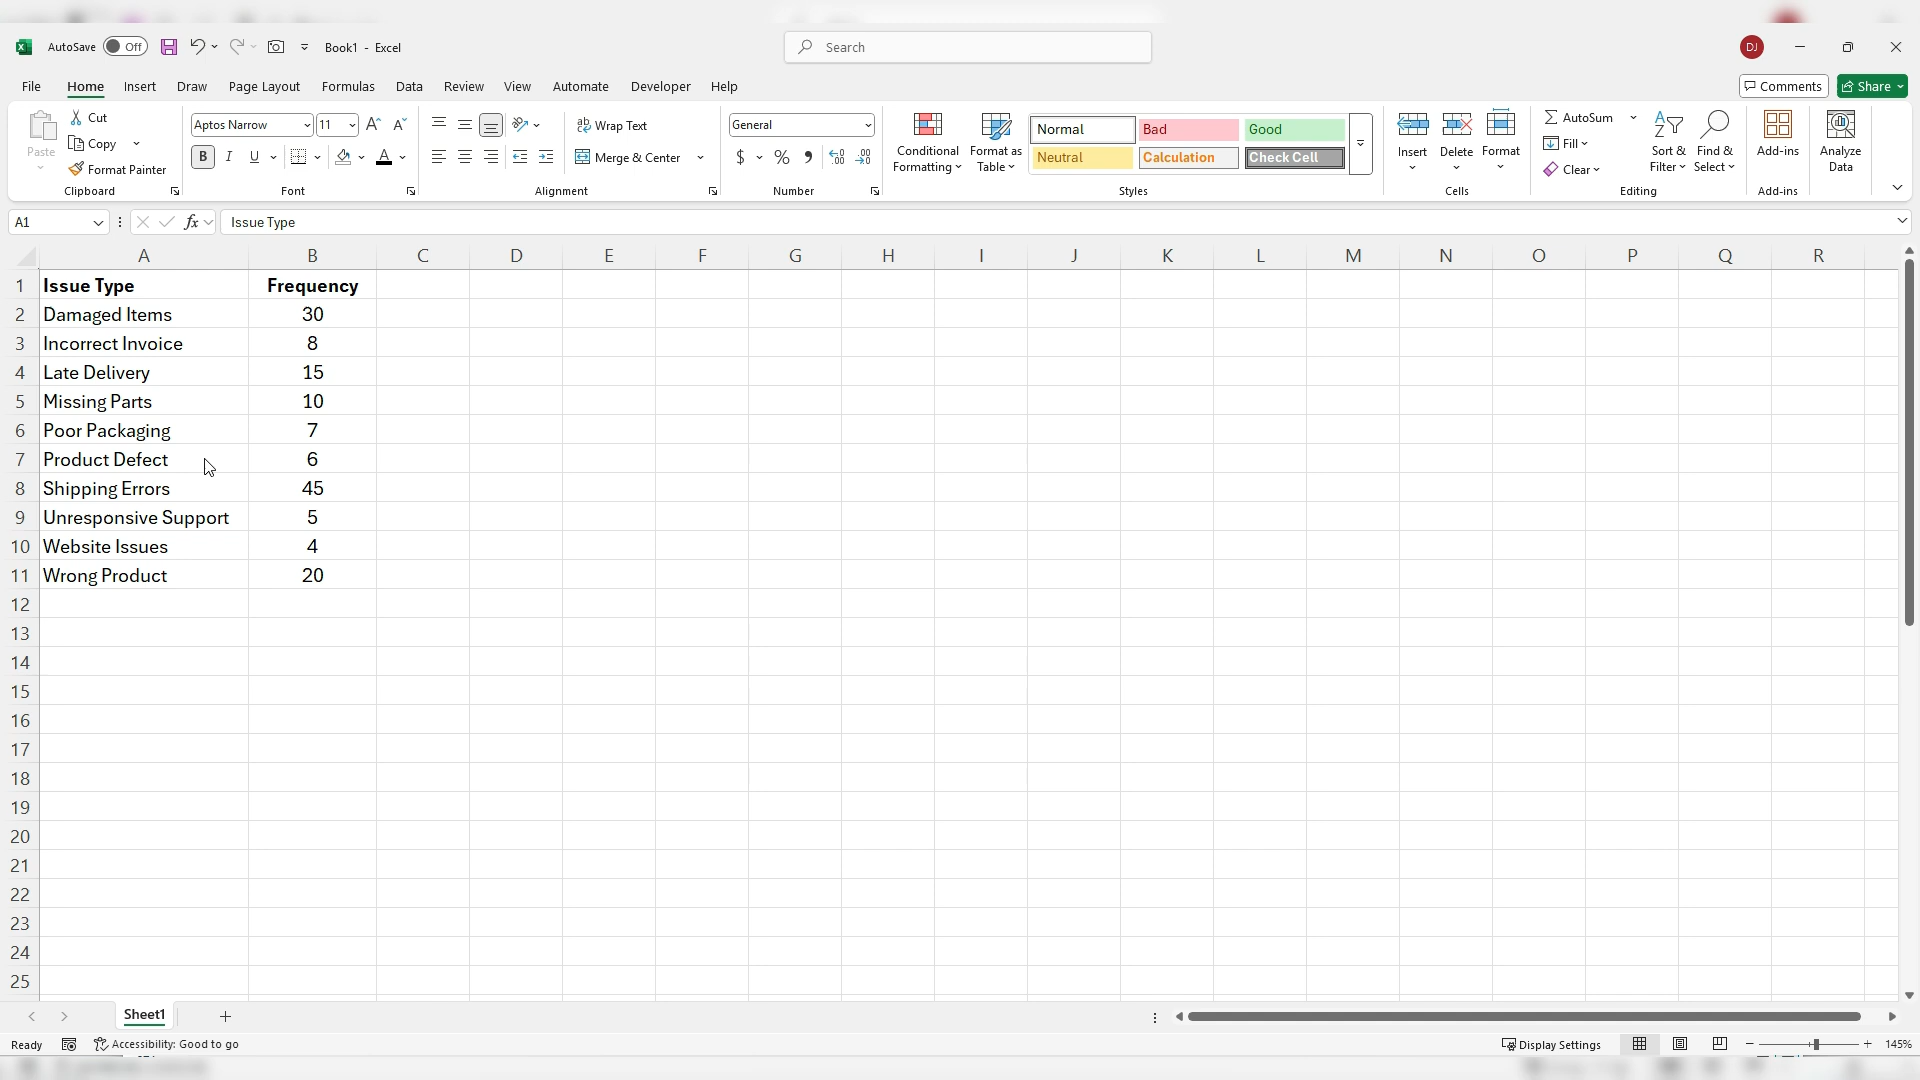 AutoSave Off Book1 - Excel Search DJ
File Home Insert Draw Page Layout Formulas Data Review View Automate Developer Help Comments Share
Paste
Cut
Copy
Format Painter
Clipboard
Aptos Narrow 11
B I U
Font
Wrap Text
Merge & Center
Alignment
General
$ % 9
Number
Conditional Formatting
Format as Table
Normal Bad Good
Neutral Calculation Check Cell
Styles
Insert Delete Format
Cells
AutoSum
Fill
Clear
Sort & Filter
Find & Select
Editing
Add-ins
Add-ins
Analyze Data
A1 fx Issue Type
A B C D E F G H I J K L M N O P Q R
1 Issue Type Frequency
2 Damaged Items 30
3 Incorrect Invoice 8
4 Late Delivery 15
5 Missing Parts 10
6 Poor Packaging 7
7 Product Defect 6
8 Shipping Errors 45
9 Unresponsive Support 5
10 Website Issues 4
11 Wrong Product 20
12
13
14
15
16
17
18
19
20
21
22
23
24
25
Sheet1
Ready Accessibility: Good to go Display Settings 145%